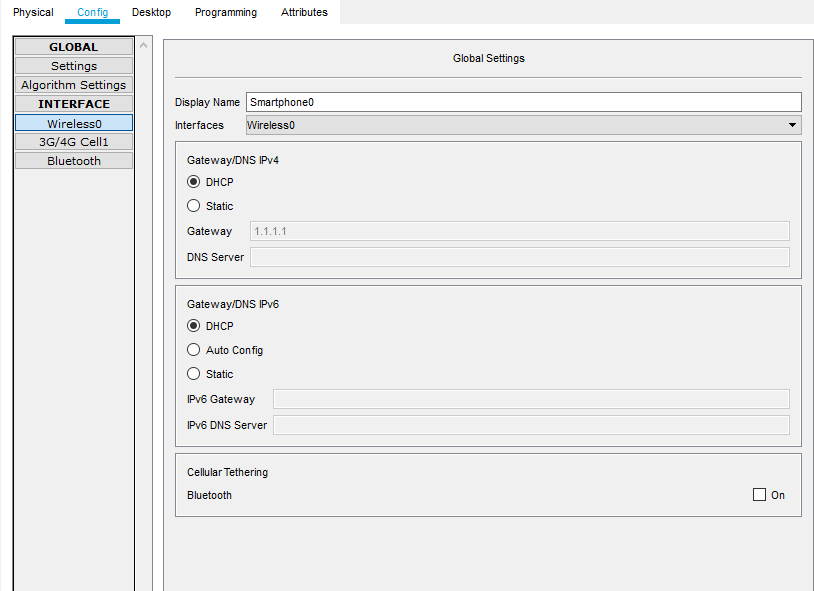 Physical Config Desktop Programming Attributes
GLOBAL
Settings
Algorithm Settings
INTERFACE
Wireless0
3G/4G Cell1
Bluetooth
Global Settings
Display Name Smartphone0
Interfaces Wireless0
Gateway/DNS IPv4
DHCP
Static
Gateway 1.1.1.1
DNS Server
Gateway/DNS IPv6
DHCP
Auto Config
Static
IPv6 Gateway
IPv6 DNS Server
Cellular Tethering
Bluetooth On